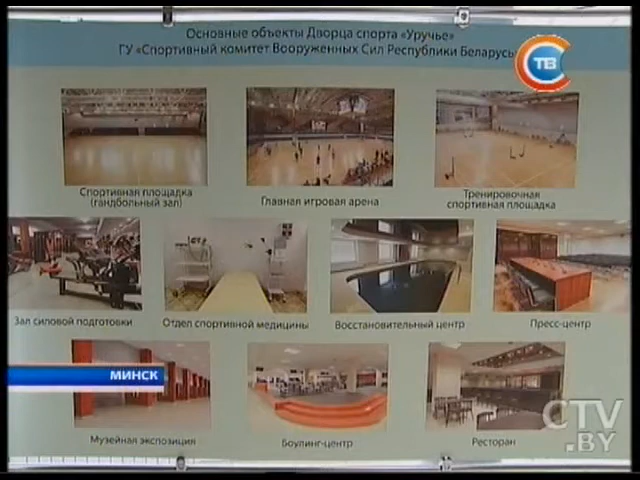 Основные объекты Дворца спорта «Уручье»
ГУ «Спортивный комитет Вооруженных Сил Республики Беларусь»
СТВ
Спортивная площадка
(гандбольный зал)
Главная игровая арена
Тренировочная
спортивная площадка
Зал силовой подготовки
Отдел спортивной медицины
Восстановительный центр
Пресс-центр
МИНСК
Музейная экспозиция
Боулинг-центр
Ресторан
CTV
.BY